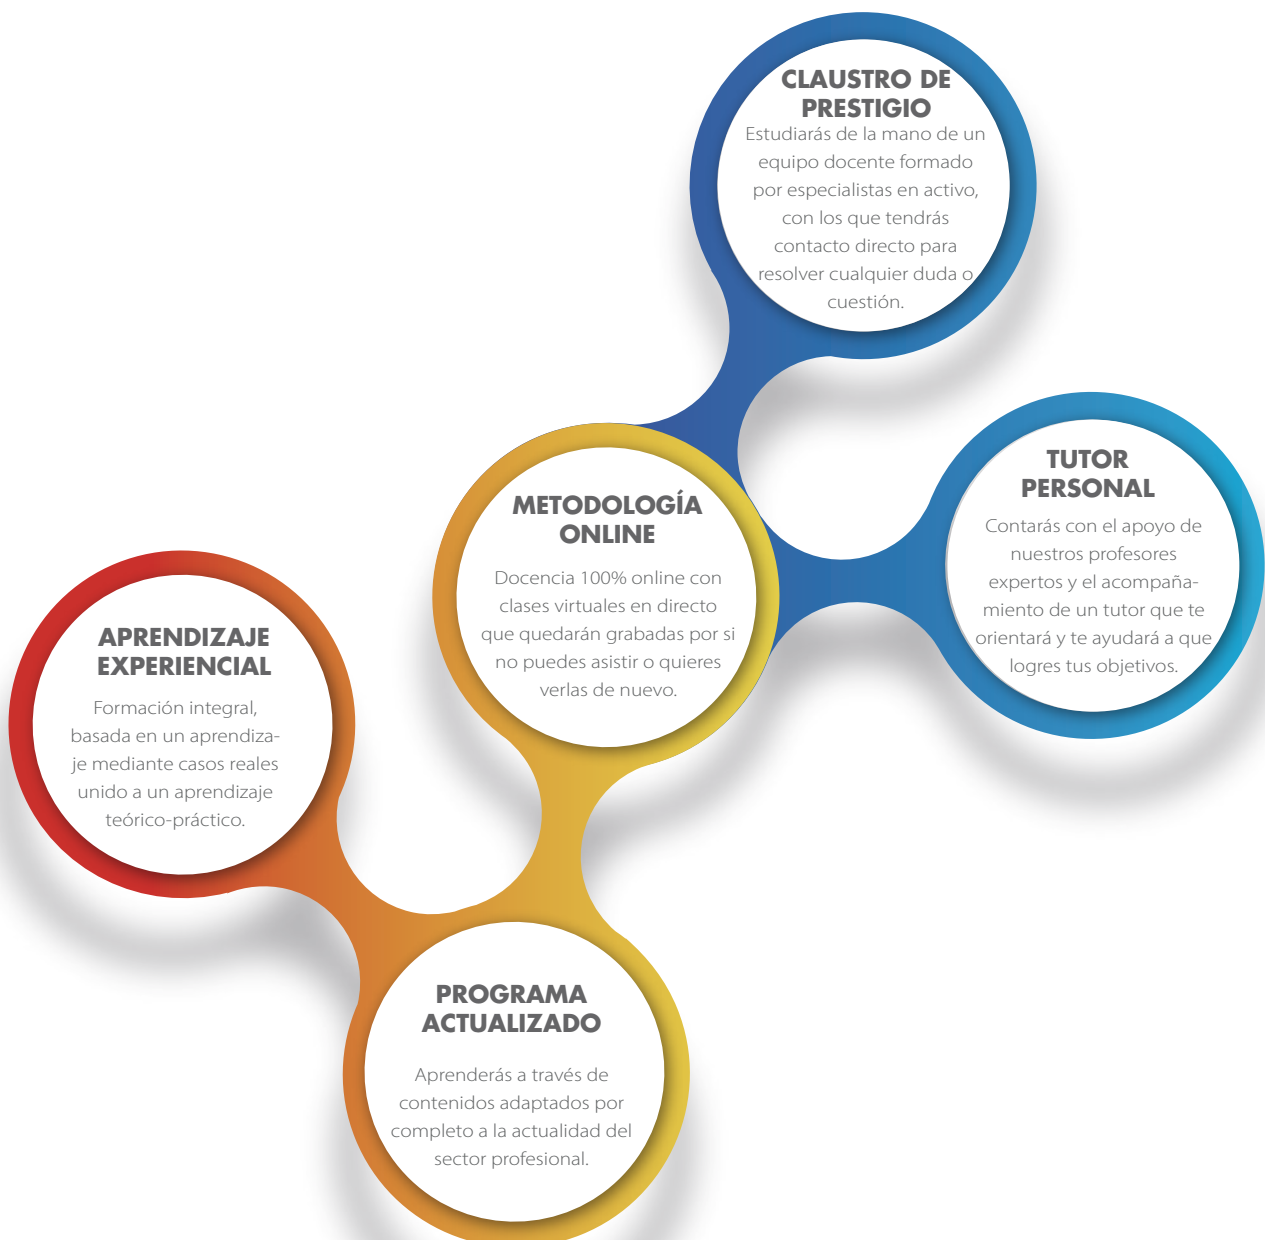 CLAUSTRO DE
PRESTIGIO
Estudiarás de la mano de un
equipo docente formado
por especialistas en activo,
con los que tendrás
contacto directo para
resolver cualquier duda o
cuestión.
TUTOR
PERSONAL
Contarás con el apoyo de
nuestros profesores
expertos y el acompaña-
miento de un tutor que te
orientará y te ayudará a que
logres tus objetivos.
METODOLOGÍA
ONLINE
Docencia 100% online con
clases virtuales en directo
que quedarán grabadas por si
no puedes asistir o quieres
verlas de nuevo.
APRENDIZAJE
EXPERIENCIAL
Formación integral,
basada en un aprendiza-
je mediante casos reales
unido a un aprendizaje
teórico-práctico.
PROGRAMA
ACTUALIZADO
Aprenderás a través de
contenidos adaptados por
completo a la actualidad del
sector profesional.